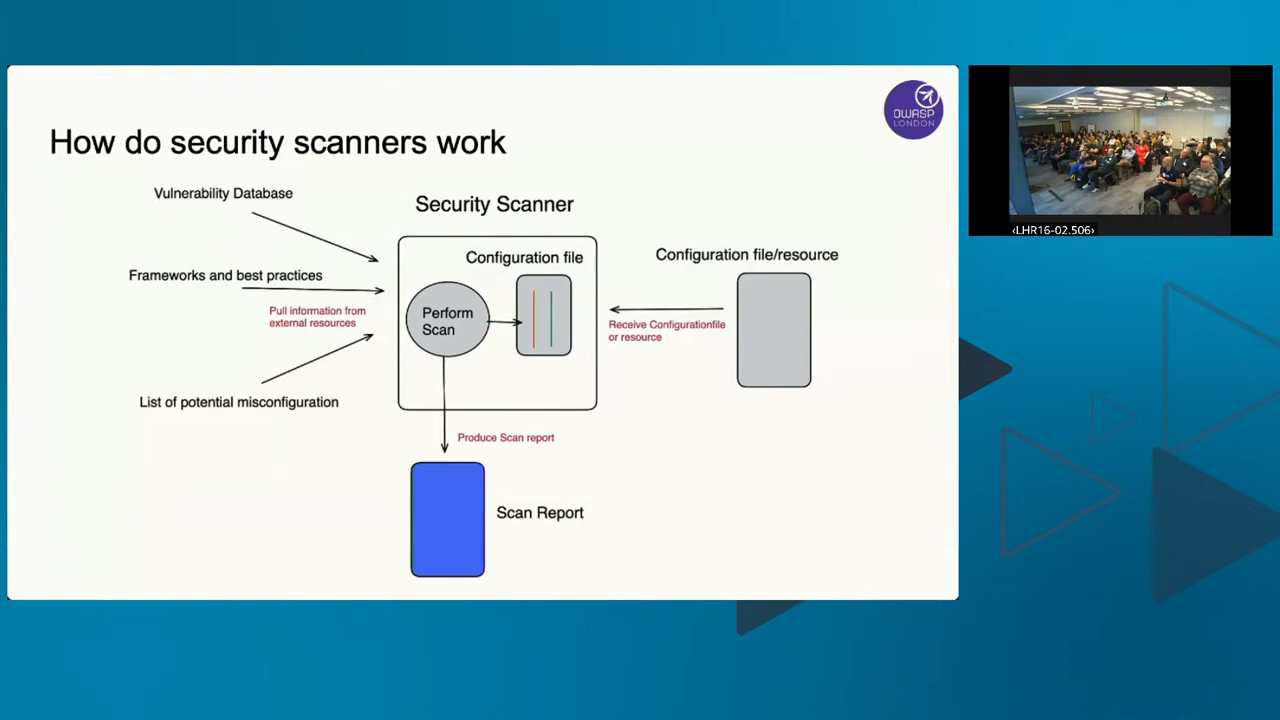 OWASP
LONDON
How do security scanners work
Vulnerability Database
Security Scanner
Configuration file
Configuration file/resource
Frameworks and best practices
Pull information from
external resources
Perform
Scan
Receive Configurationfile
or resource
List of potential misconfiguration
Produce Scan report
Scan Report
‹LHR16-02.506›